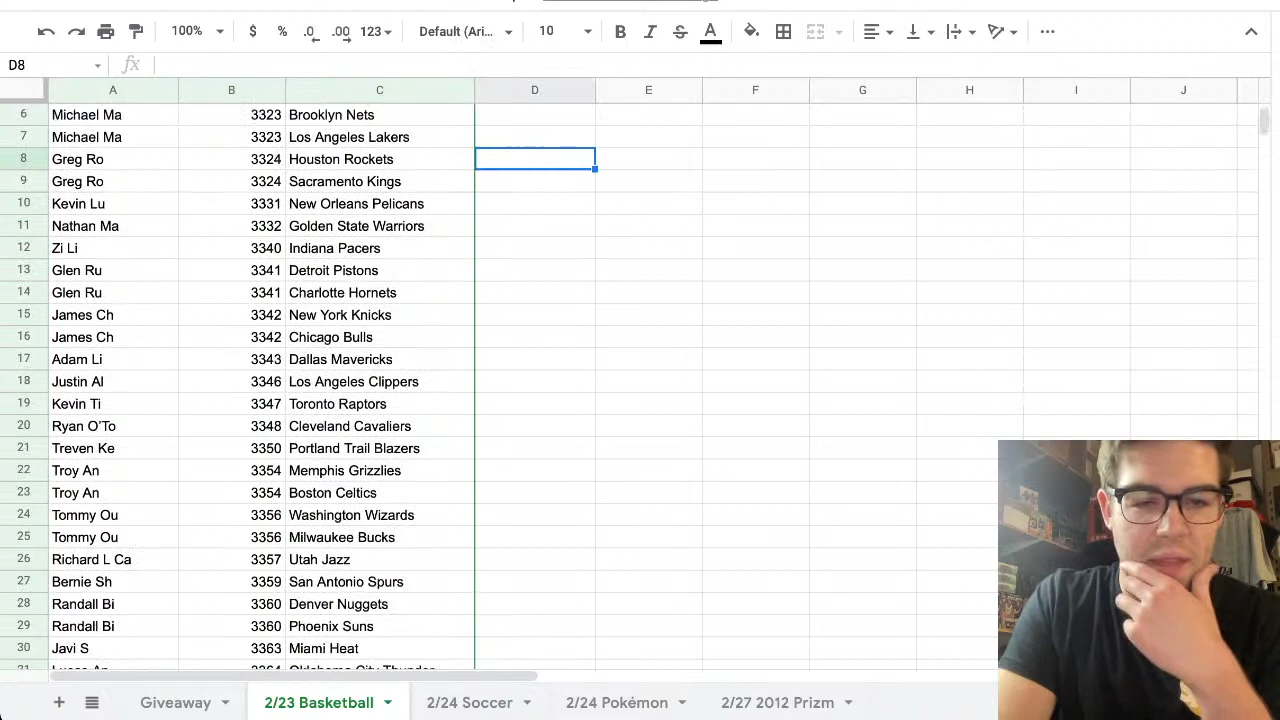 100% $ % .0 .00 123 Default (Ari... 10 B I S A
D8 fx
A B C D E F G H I J
6 Michael Ma 3323 Brooklyn Nets
7 Michael Ma 3323 Los Angeles Lakers
8 Greg Ro 3324 Houston Rockets
9 Greg Ro 3324 Sacramento Kings
10 Kevin Lu 3331 New Orleans Pelicans
11 Nathan Ma 3332 Golden State Warriors
12 Zi Li 3340 Indiana Pacers
13 Glen Ru 3341 Detroit Pistons
14 Glen Ru 3341 Charlotte Hornets
15 James Ch 3342 New York Knicks
16 James Ch 3342 Chicago Bulls
17 Adam Li 3343 Dallas Mavericks
18 Justin Al 3346 Los Angeles Clippers
19 Kevin Ti 3347 Toronto Raptors
20 Ryan O'To 3348 Cleveland Cavaliers
21 Treven Ke 3350 Portland Trail Blazers
22 Troy An 3354 Memphis Grizzlies
23 Troy An 3354 Boston Celtics
24 Tommy Ou 3356 Washington Wizards
25 Tommy Ou 3356 Milwaukee Bucks
26 Richard L Ca 3357 Utah Jazz
27 Bernie Sh 3359 San Antonio Spurs
28 Randall Bi 3360 Denver Nuggets
29 Randall Bi 3360 Phoenix Suns
30 Javi S 3363 Miami Heat
31 Lucas An 3364 Oklahoma City Thunder
+ Giveaway 2/23 Basketball 2/24 Soccer 2/24 Pokémon 2/27 2012 Prizm